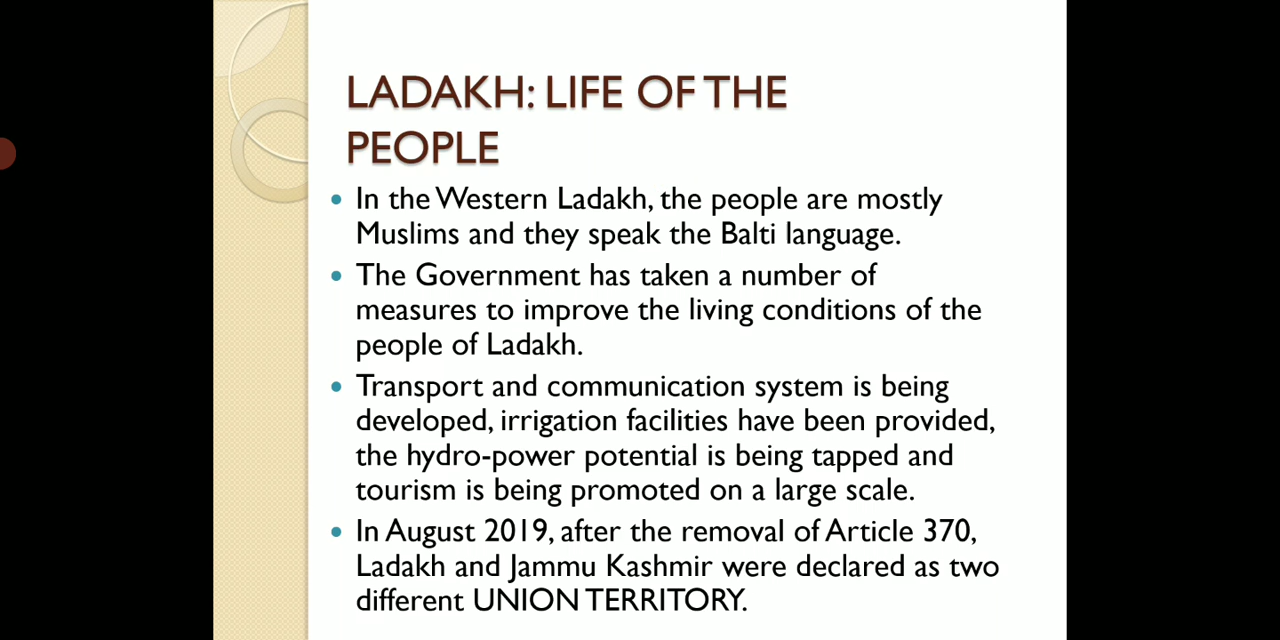 LADAKH: LIFE OF THE
PEOPLE
• In the Western Ladakh, the people are mostly
Muslims and they speak the Balti language.
• The Government has taken a number of
measures to improve the living conditions of the
people of Ladakh.
• Transport and communication system is being
developed, irrigation facilities have been provided,
the hydro-power potential is being tapped and
tourism is being promoted on a large scale.
• In August 2019, after the removal of Article 370,
Ladakh and Jammu Kashmir were declared as two
different UNION TERRITORY.